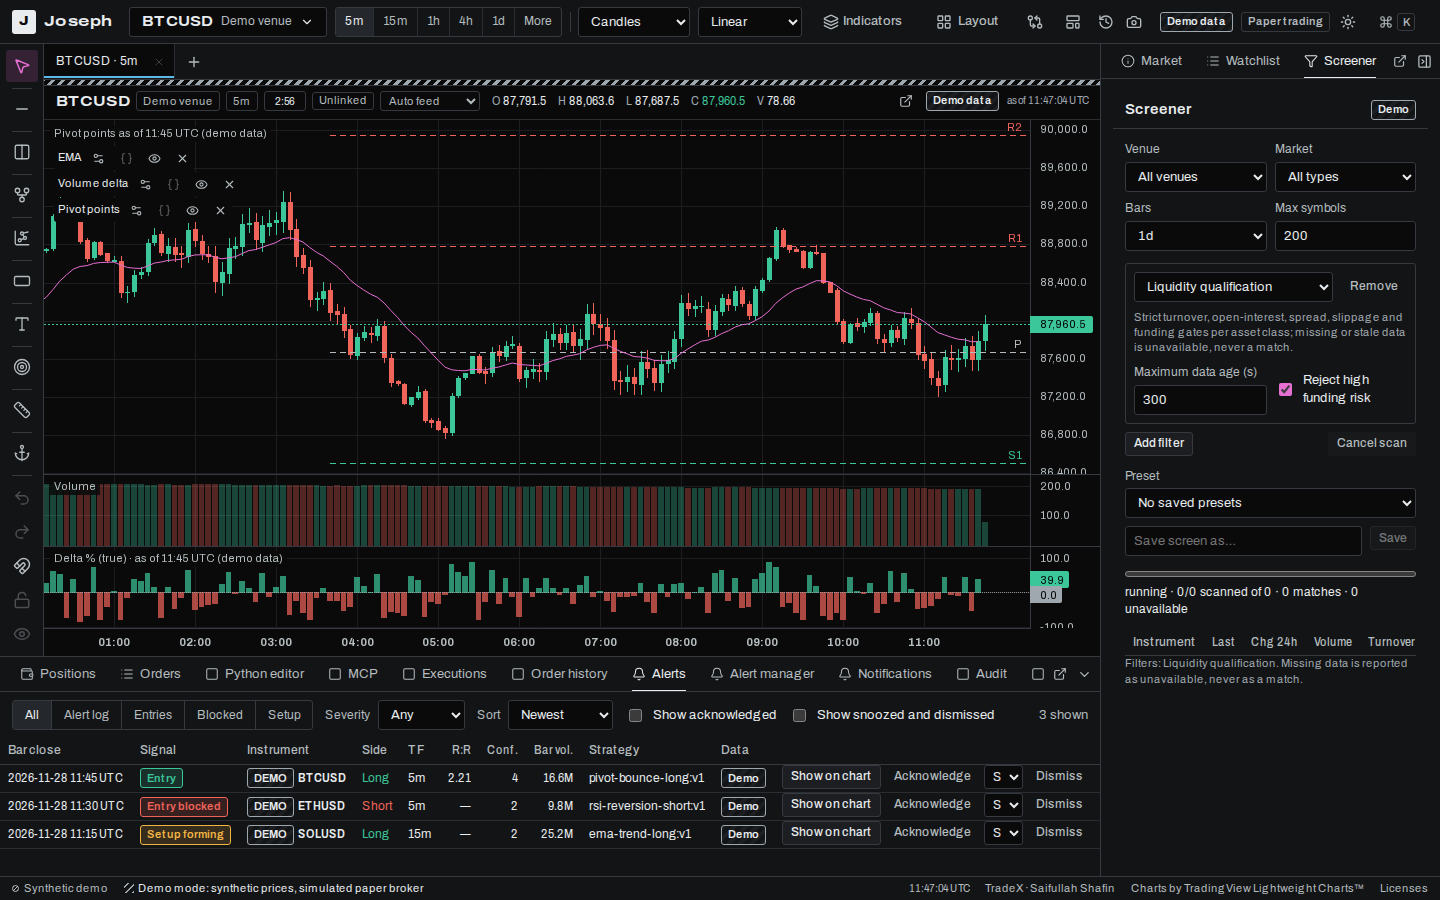 J Joseph BTCUSD Demo venue 5m 15m 1h 4h 1d More Candles Linear Indicators Layout Demo data Paper trading ⌘ K
BTCUSD · 5m × +
Market Watchlist Screener
BTCUSD Demo venue 5m 2:56 Unlinked Auto feed O 87,791.5 H 88,063.6 L 87,687.5 C 87,960.5 V 78.66 Demo data as of 11:47:04 UTC
Pivot points as of 11:45 UTC (demo data)
EMA
Volume delta
Pivot points
R2
R1
P
S1
90,000.0
89,600.0
89,200.0
88,800.0
88,400.0
87,960.5
87,600.0
87,200.0
86,800.0
86,400.0
Volume
200.0
100.0
Delta % (true) · as of 11:45 UTC (demo data)
100.0
39.9
0.0
-100.0
01:00 02:00 03:00 04:00 05:00 06:00 07:00 08:00 09:00 10:00 11:00
Screener Demo
Venue Market
All venues All types
Bars Max symbols
1d 200
Liquidity qualification Remove
Strict turnover, open-interest, spread, slippage and
funding gates per asset class; missing or stale data
is unavailable, never a match.
Maximum data age (s)
300
Reject high
funding risk
Add filter Cancel scan
Preset
No saved presets
Save screen as... Save
running · 0/0 scanned of 0 · 0 matches · 0
unavailable
Instrument Last Chg 24h Volume Turnover
Filters: Liquidity qualification. Missing data is reported
as unavailable, never as a match.
Positions Orders Python editor MCP Executions Order history Alerts Alert manager Notifications Audit
All Alert log Entries Blocked Setup Severity Any Sort Newest Show acknowledged Show snoozed and dismissed 3 shown
Bar close Signal Instrument Side TF R:R Conf. Bar vol. Strategy Data
2026-11-28 11:45 UTC Entry DEMO BTCUSD Long 5m 2.21 4 16.6M pivot-bounce-long:v1 Demo Show on chart Acknowledge S Dismiss
2026-11-28 11:30 UTC Entry blocked DEMO ETHUSD Short 5m — 2 9.8M rsi-reversion-short:v1 Demo Show on chart Acknowledge S Dismiss
2026-11-28 11:15 UTC Setup forming DEMO SOLUSD Long 15m — 2 25.2M ema-trend-long:v1 Demo Show on chart Acknowledge S Dismiss
Synthetic demo Demo mode: synthetic prices, simulated paper broker 11:47:04 UTC TradeX · Saifullah Shafin Charts by TradingView Lightweight Charts™ Licenses